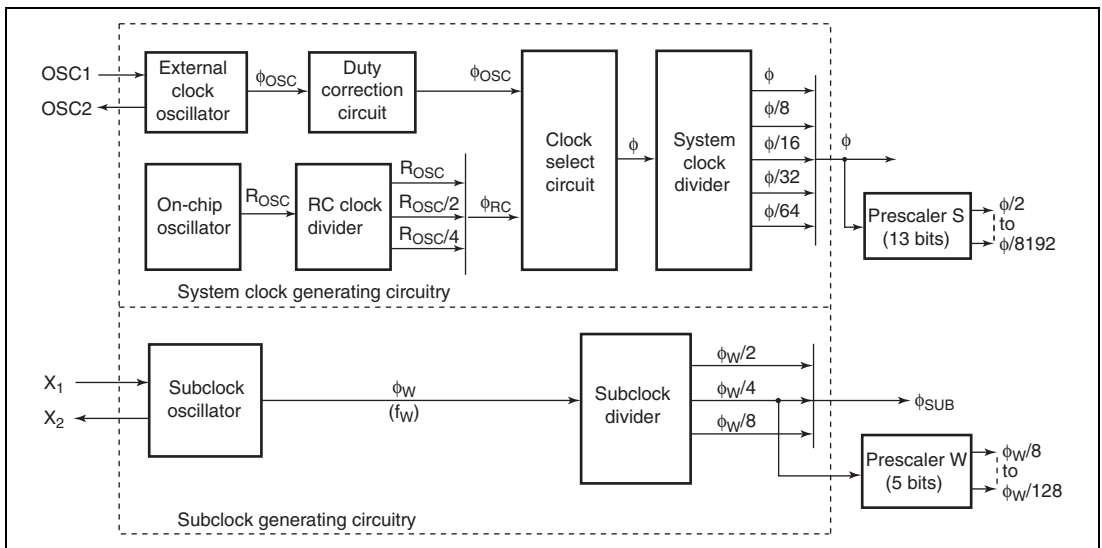 OSC1
OSC2
External
clock
oscillator
ϕOSC
Duty
correction
circuit
ϕOSC
On-chip
oscillator
ROSC
RC clock
divider
ROSC
ROSC/2
ROSC/4
ϕRC
Clock
select
circuit
ϕ
System
clock
divider
ϕ
ϕ/8
ϕ/16
ϕ/32
ϕ/64
ϕ
Prescaler S
(13 bits)
ϕ/2
to
ϕ/8192
System clock generating circuitry
X1
X2
Subclock
oscillator
ϕW
(fW)
Subclock
divider
ϕW/2
ϕW/4
ϕW/8
ϕSUB
Prescaler W
(5 bits)
ϕW/8
to
ϕW/128
Subclock generating circuitry